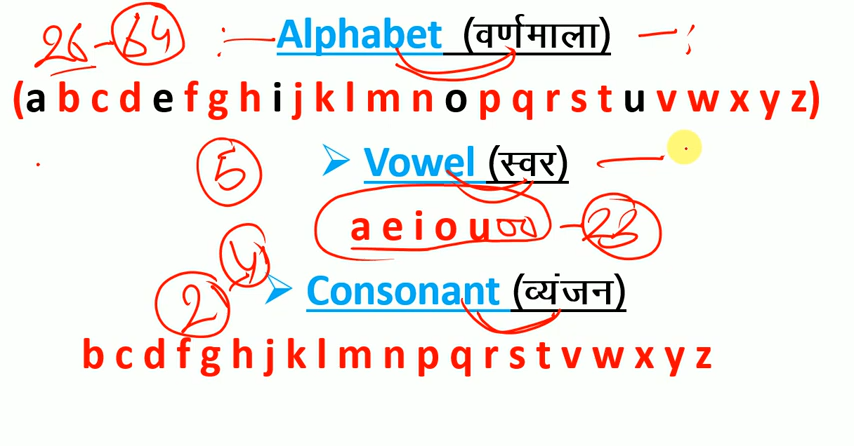 26 - 64 :— Alphabet (वर्णमाला) —:
(a b c d e f g h i j k l m n o p q r s t u v w x y z)
5 ➢ Vowel (स्वर) —
a e i o u - 23
2 y ➢ Consonant (व्यंजन)
b c d f g h j k l m n p q r s t v w x y z